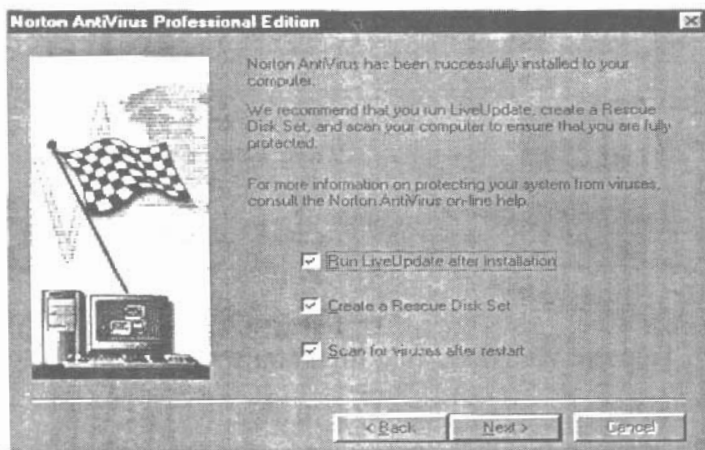 Norton AntiVirus Professional Edition
Norton AntiVirus has been successfully installed to your
computer.
We recommend that you run LiveUpdate, create a Rescue
Disk Set, and scan your computer to ensure that you are fully
protected.
For more information on protecting your system from viruses,
consult the Norton AntiVirus on-line help.
Run LiveUpdate after installation
Create a Rescue Disk Set
Scan for viruses after restart
< Back
Next >
Cancel